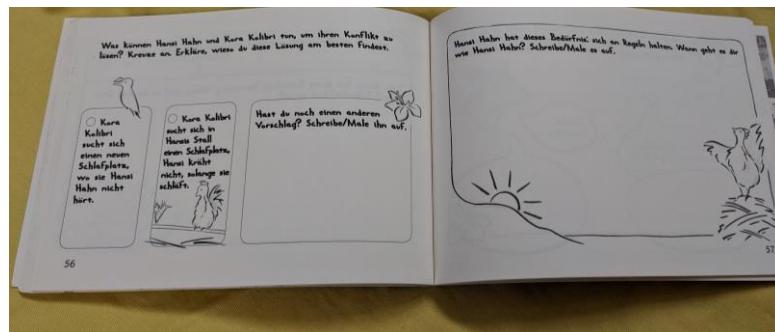 Was können Hansi Hahn und Kora Kolibri tun, um ihren Konflikt zu
lösen? Kreuze an. Erkläre, wieso du diese Lösung am besten findest.
Kora
Kolibri
sucht sich
einen neuen
Schlafplatz,
wo sie Hansi
Hahn nicht
hört.
Kora Kolibri
sucht sich in
Hansis Stall
einen Schlafplatz,
Hansi kräht
nicht, solange sie
schläft.
Hast du noch einen anderen
Vorschlag? Schreibe/Male ihn auf.
56
Hansi Hahn hat dieses Bedürfnis: sich an Regeln halten. Wann geht es dir
wie Hansi Hahn? Schreibe/Male es auf.
57